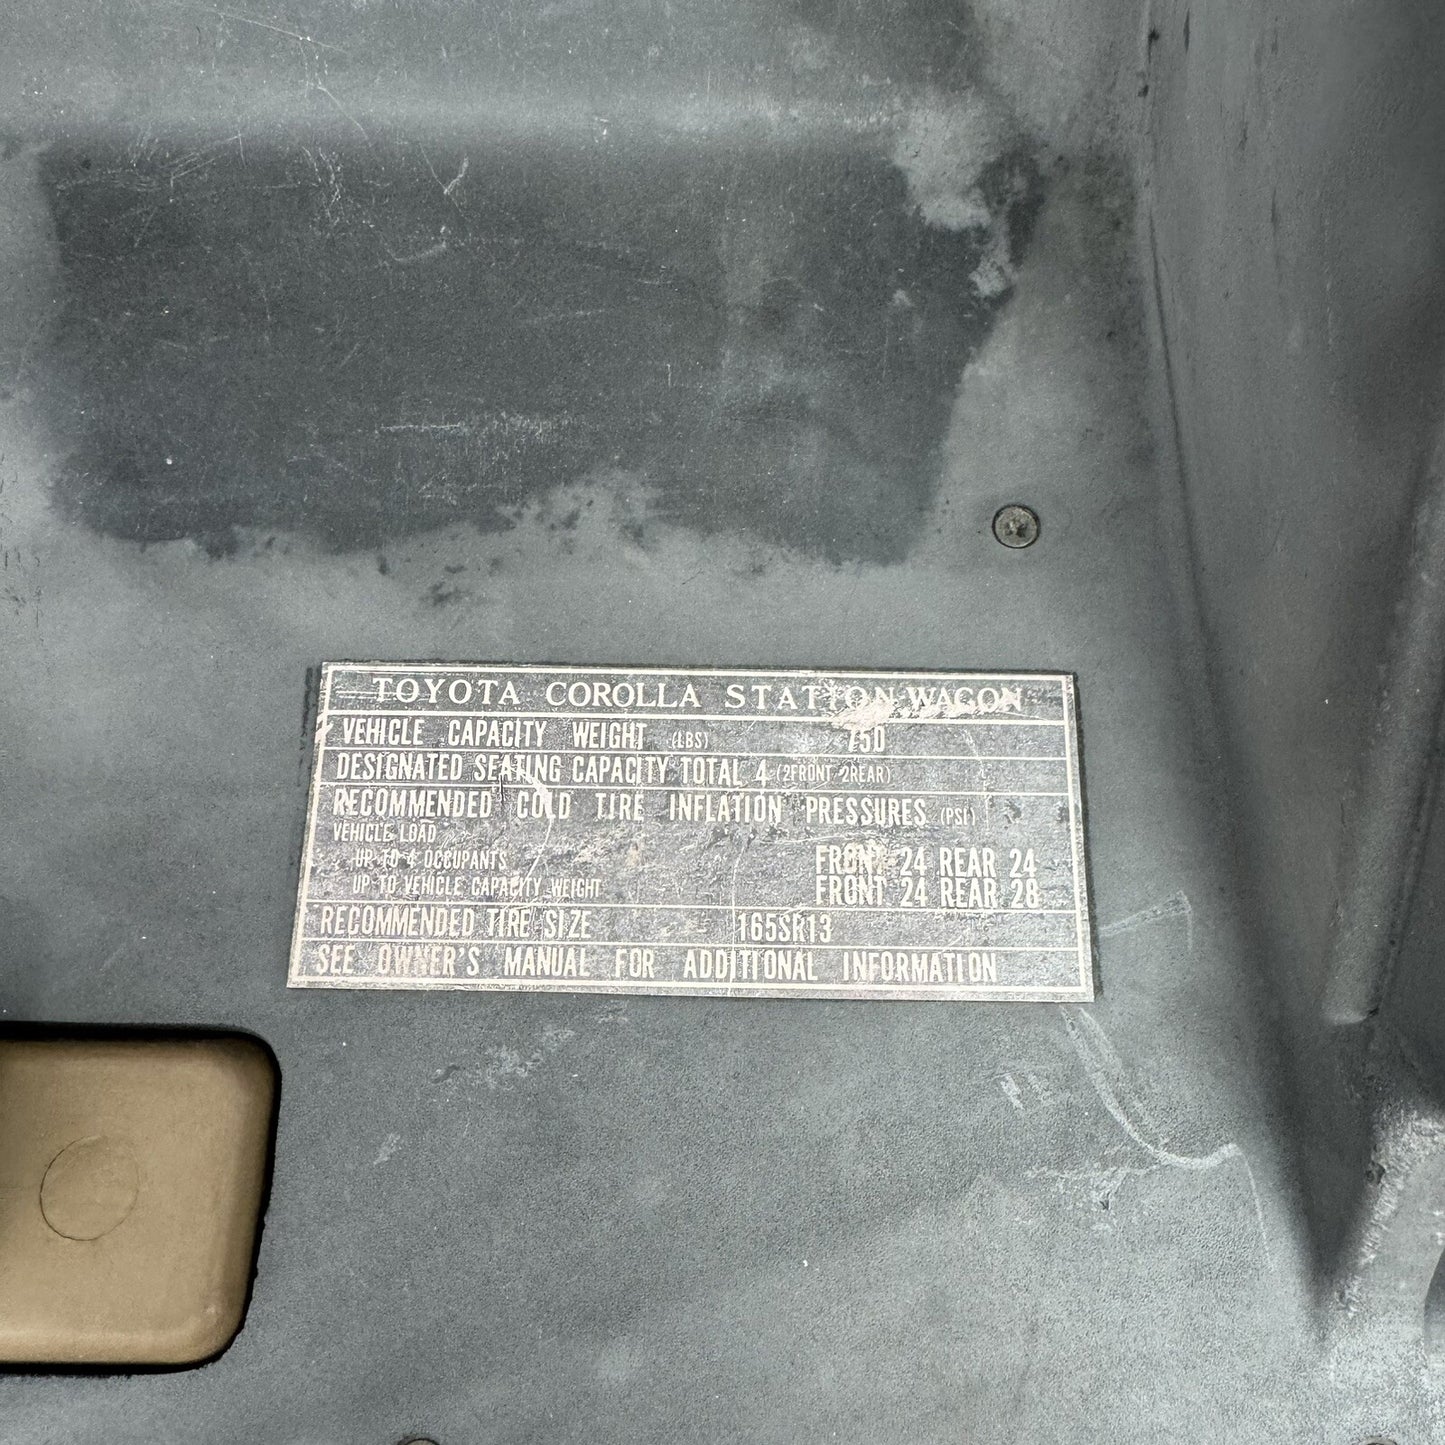 TOYOTA COROLLA STATION WAGON
VEHICLE CAPACITY WEIGHT (LBS) 750
DESIGNATED SEATING CAPACITY TOTAL 4 (2FRONT 2REAR)
RECOMMENDED COLD TIRE INFLATION PRESSURES (PSI)
VEHICLE LOAD
UP TO 4 OCCUPANTS FRONT 24 REAR 24
UP TO VEHICLE CAPACITY WEIGHT FRONT 24 REAR 28
RECOMMENDED TIRE SIZE 165SR13
SEE OWNER'S MANUAL FOR ADDITIONAL INFORMATION